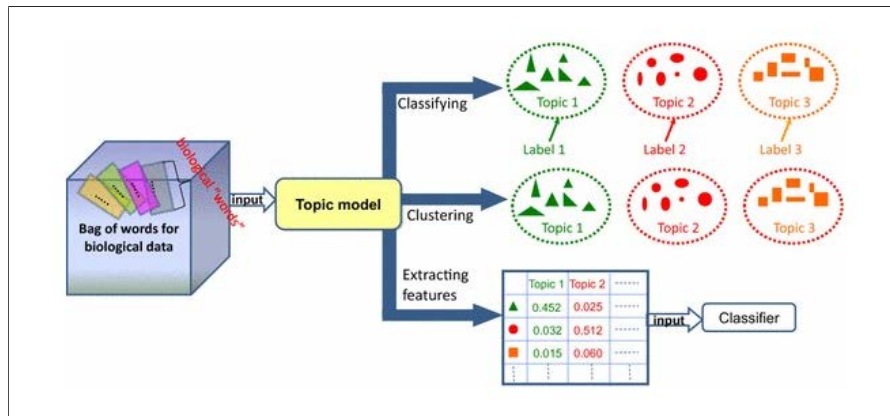 Bag of words for
biological data
biological "words"
input
Topic model
Classifying
Topic 1
Topic 2
Topic 3
Label 1
Label 2
Label 3
Clustering
Topic 1
Topic 2
Topic 3
Extracting
features
Topic 1 Topic 2 ......
0.452 0.025 ......
0.032 0.512 ......
0.015 0.060 ......
input
Classifier